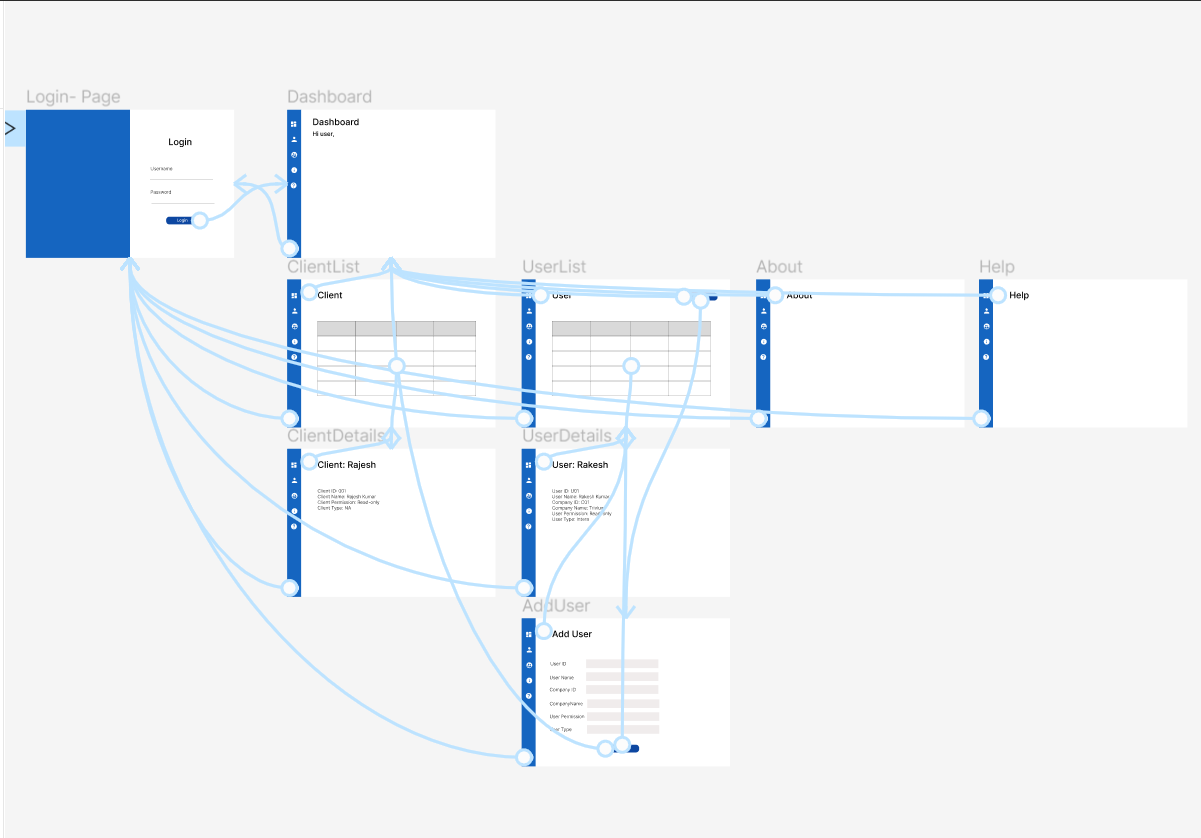 Login- Page
Login
Username
Password
Login
Dashboard
Dashboard
Hi user,
ClientList
Client
UserList
User
About
About
Help
Help
ClientDetails
Client: Rajesh
Client ID: 001
Client Name: Rajesh Kumar
Client Permission: Read-only
Client Type: NA
UserDetails
User: Rakesh
User ID: U01
User Name: Rakesh Kumar
Company ID: C01
Company Name: Trivium
User Permission: Read-only
User Type: Intern
AddUser
Add User
User ID
User Name
Company ID
CompanyName
User Permission
User Type